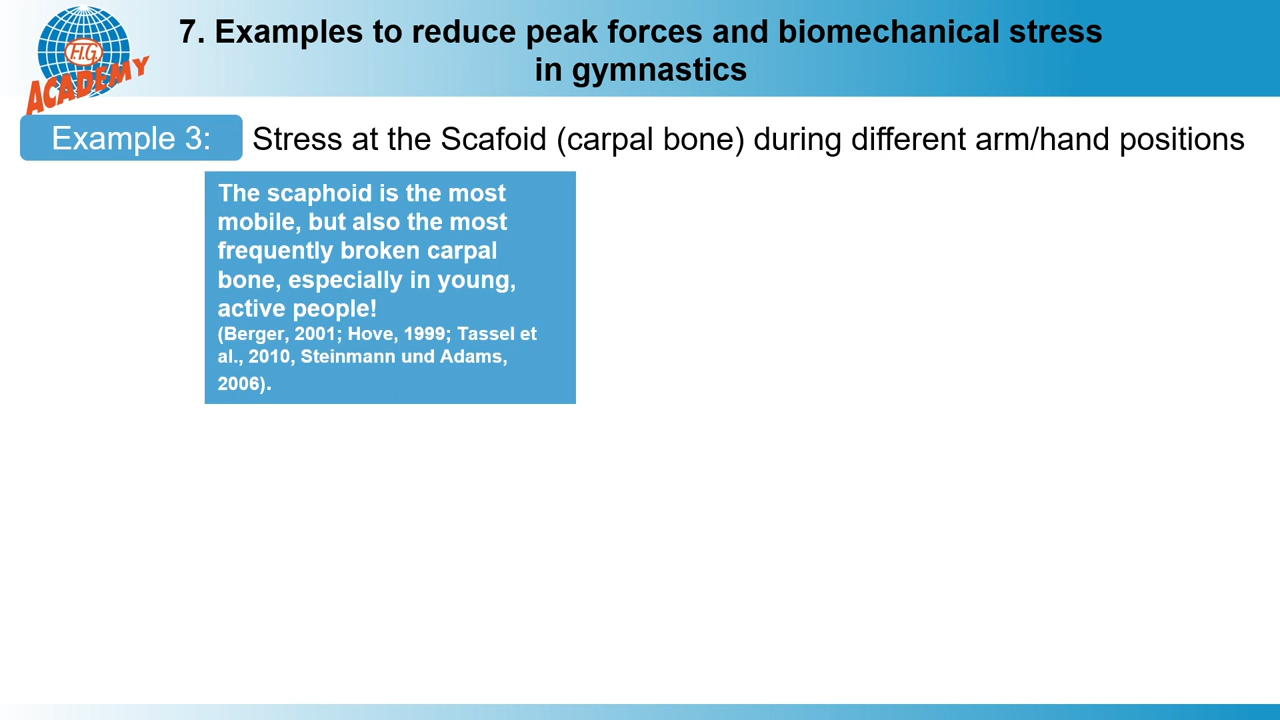 7. Examples to reduce peak forces and biomechanical stress
in gymnastics
F.I.G.
ACADEMY
Example 3:
Stress at the Scafoid (carpal bone) during different arm/hand positions
The scaphoid is the most
mobile, but also the most
frequently broken carpal
bone, especially in young,
active people!
(Berger, 2001; Hove, 1999; Tassel et
al., 2010, Steinmann und Adams,
2006).